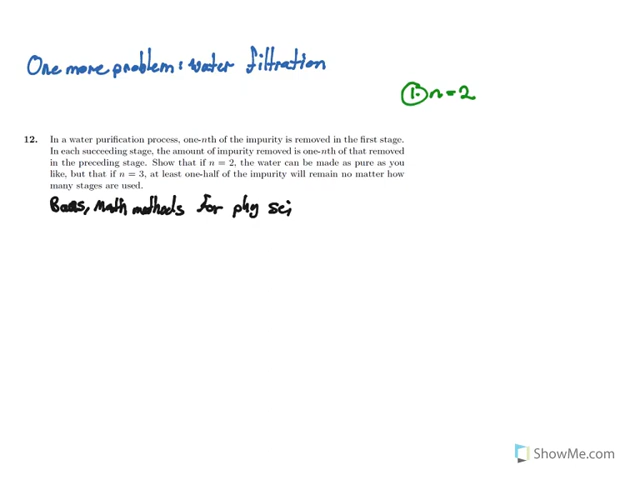 One more problem: water filtration
1. n = 2
12. In a water purification process, one-nth of the impurity is removed in the first stage.
In each succeeding stage, the amount of impurity removed is one-nth of that removed
in the preceding stage. Show that if n = 2, the water can be made as pure as you
like, but that if n = 3, at least one-half of the impurity will remain no matter how
many stages are used.
Boas, Math methods for phy sci
ShowMe.com